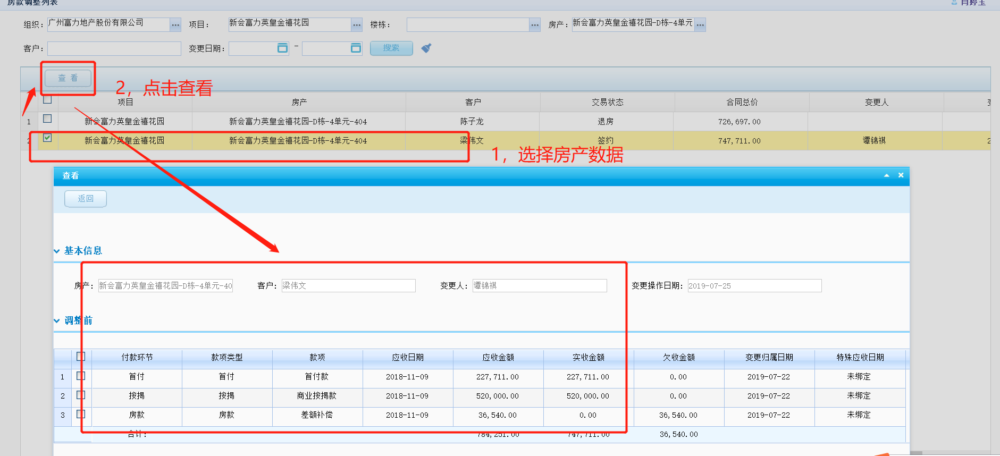 房款调整列表 肖婷玉
组织： 广州富力地产股份有限公司 ... 项目： 新会富力英皇金禧花园 ... 楼栋： ... 房产： 新会富力英皇金禧花园-D栋-4单元 ...
客户： 变更日期： - 搜索
查 看
2，点击查看
项目 房产 客户 交易状态 合同总价 变更人
1 新会富力英皇金禧花园 新会富力英皇金禧花园-D栋-4单元-404 陈子龙 退房 726,697.00
2 新会富力英皇金禧花园 新会富力英皇金禧花园-D栋-4单元-404 梁伟文 签约 747,711.00 谭锦祺 2
1，选择房产数据
查看
返回
基本信息
房产： 新会富力英皇金禧花园-D栋-4单元-40 客户： 梁伟文 变更人： 谭锦祺 变更操作日期： 2019-07-25
调整前
付款环节 款项类型 款项 应收日期 应收金额 实收金额 欠收金额 变更归属日期 特殊应收日期
1 首付 首付 首付款 2018-11-09 227,711.00 227,711.00 0.00 2019-07-22 未绑定
2 按揭 按揭 商业按揭款 2018-11-09 520,000.00 520,000.00 0.00 2019-07-22 未绑定
3 房款 房款 差额补偿 2018-11-09 36,540.00 0.00 36,540.00 2019-07-22 未绑定
合计： 784,251.00 747,711.00 36,540.00